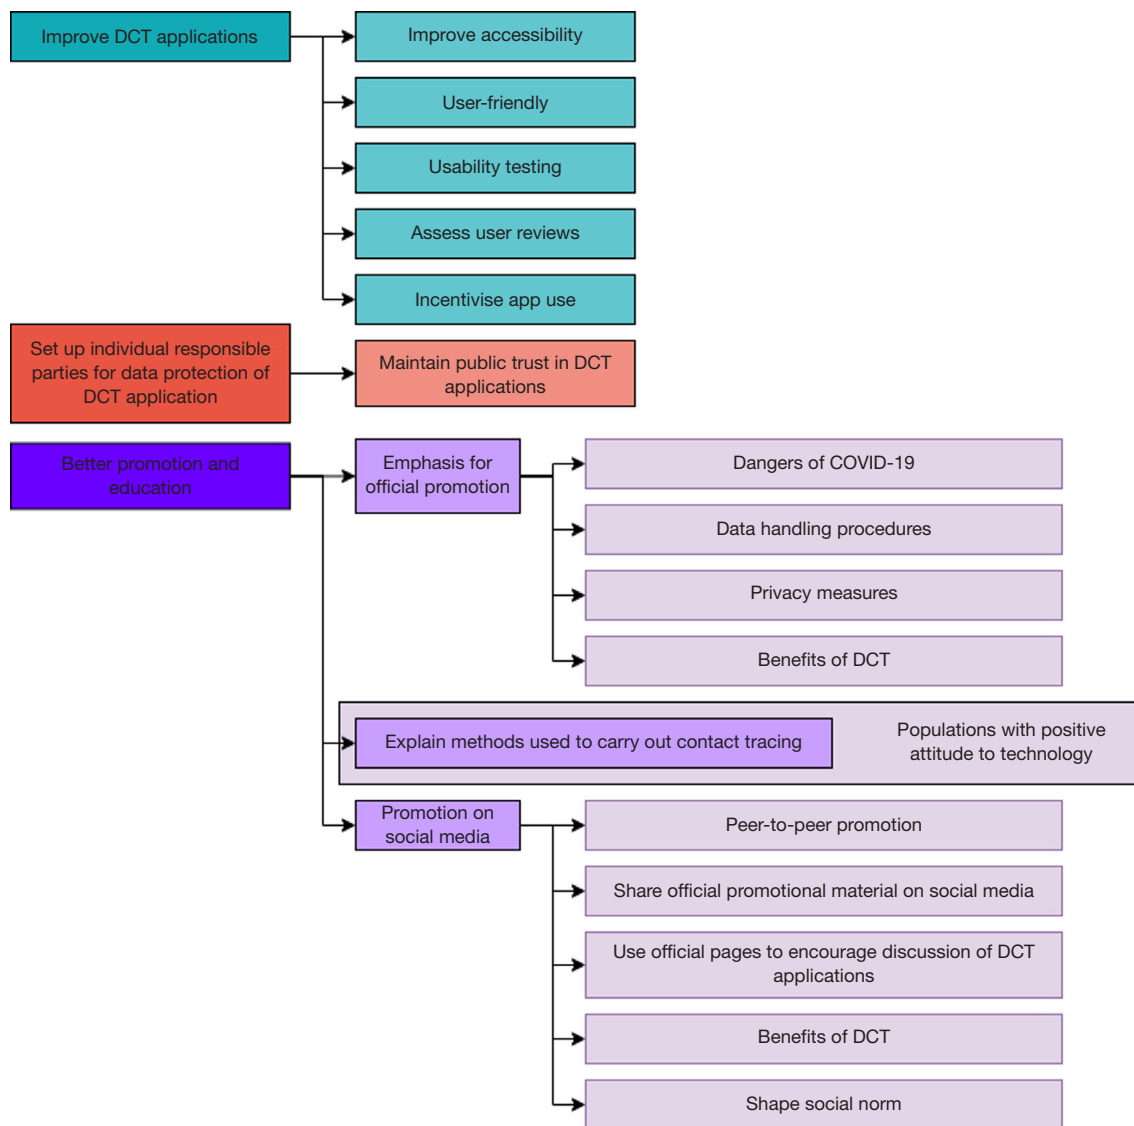 Improve DCT applications
Improve accessibility
User-friendly
Usability testing
Assess user reviews
Incentivise app use
Set up individual responsible
parties for data protection of
DCT application
Maintain public trust in DCT
applications
Better promotion and
education
Emphasis for
official promotion
Dangers of COVID-19
Data handling procedures
Privacy measures
Benefits of DCT
Explain methods used to carry out contact tracing
Populations with positive
attitude to technology
Promotion on
social media
Peer-to-peer promotion
Share official promotional material on social media
Use official pages to encourage discussion of DCT
applications
Benefits of DCT
Shape social norm